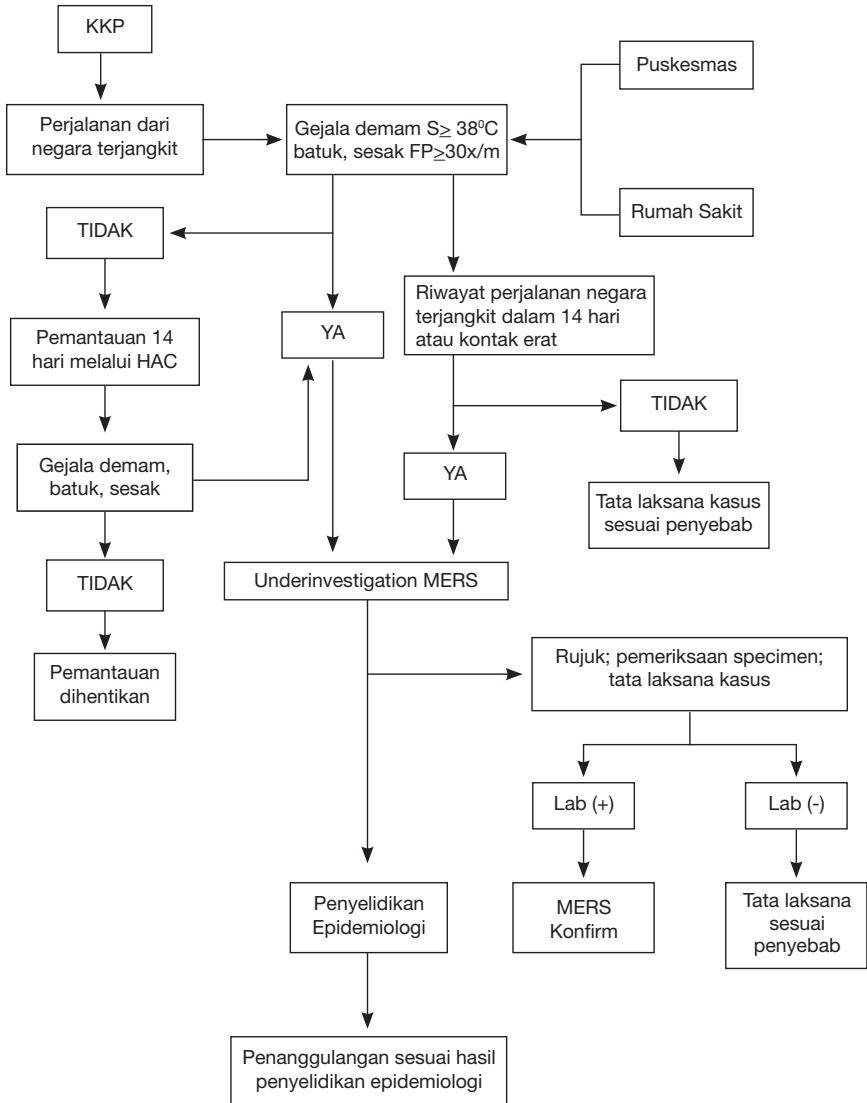 KKP
Puskesmas
Perjalanan dari
negara terjangkit
Gejala demam S≥ 38⁰C
batuk, sesak FP≥30x/m
Rumah Sakit
TIDAK
Riwayat perjalanan negara
terjangkit dalam 14 hari
atau kontak erat
Pemantauan 14
hari melalui HAC
YA
TIDAK
Gejala demam,
batuk, sesak
YA
Tata laksana kasus
sesuai penyebab
TIDAK
Underinvestigation MERS
Pemantauan
dihentikan
Rujuk; pemeriksaan specimen;
tata laksana kasus
Lab (+)
Lab (-)
Penyelidikan
Epidemiologi
MERS
Konfirm
Tata laksana
sesuai
penyebab
Penanggulangan sesuai hasil
penyelidikan epidemiologi